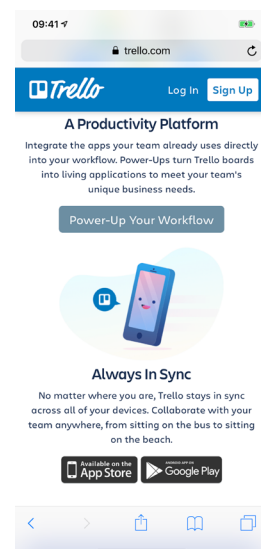 09:41
trello.com
Trello
Log In
Sign Up
A Productivity Platform
Integrate the apps your team already uses directly
into your workflow. Power-Ups turn Trello boards
into living applications to meet your team's
unique business needs.
Power-Up Your Workflow
Always In Sync
No matter where you are, Trello stays in sync
across all of your devices. Collaborate with your
team anywhere, from sitting on the bus to sitting
on the beach.
Available on the
App Store
ANDROID APP ON
Google Play